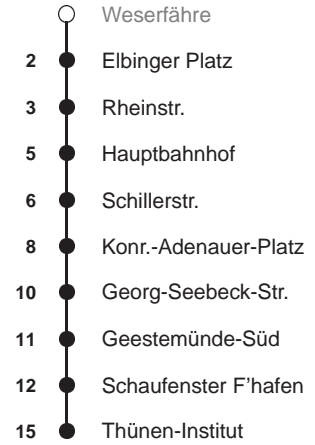 Weserfähre
2 Elbinger Platz
3 Rheinstr.
5 Hauptbahnhof
6 Schillerstr.
8 Konr.-Adenauer-Platz
10 Georg-Seebeck-Str.
11 Geestemünde-Süd
12 Schaufenster F'hafen
15 Thünen-Institut